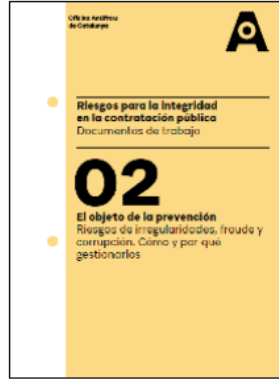 Oficina Antifrau
de Catalunya
Riesgos para la integridad
en la contratación pública
Documentos de trabajo
02
El objeto de la prevención
Riesgos de irregularidades, fraude y
corrupción. Cómo y por qué
gestionarlos